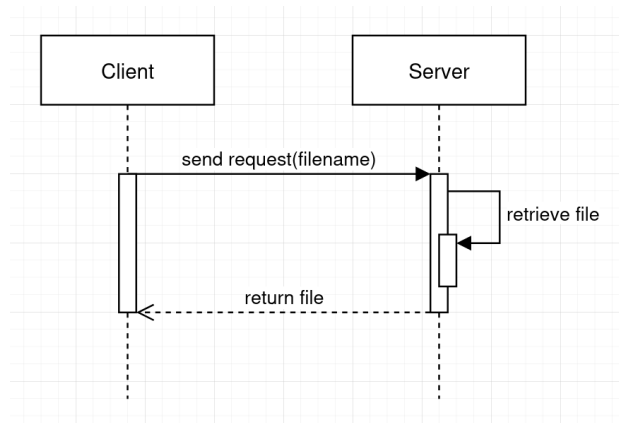 Client
Server
send request(filename)
retrieve file
return file